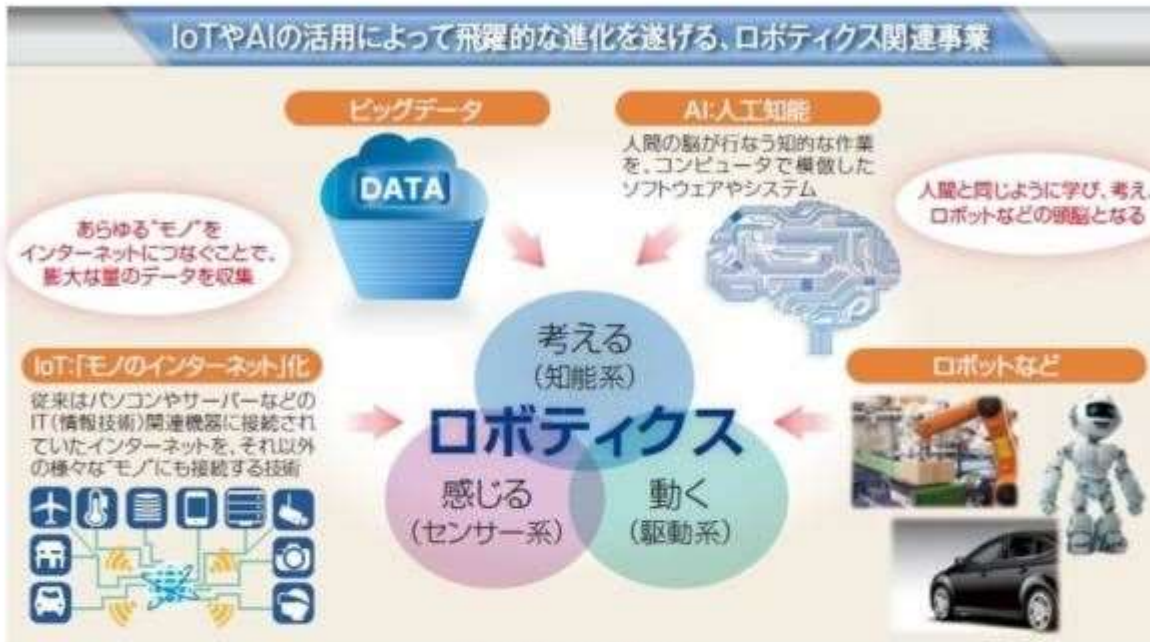 IoTやAIの活用によって飛躍的な進化を遂げる、ロボティクス関連事業
ビッグデータ
DATA
AI:人工知能
人間の脳が行なう知的な作業
を、コンピュータで模倣した
ソフトウェアやシステム
あらゆる“モノ”を
インターネットにつなぐことで、
膨大な量のデータを収集
人間と同じように学び、考え、
ロボットなどの頭脳となる
IoT:「モノのインターネット」化
従来はパソコンやサーバーなどの
IT(情報技術)関連機器に接続され
ていたインターネットを、それ以外
の様々な“モノ”にも接続する技術
考える
(知能系)
ロボティクス
感じる
(センサー系)
動く
(駆動系)
ロボットなど